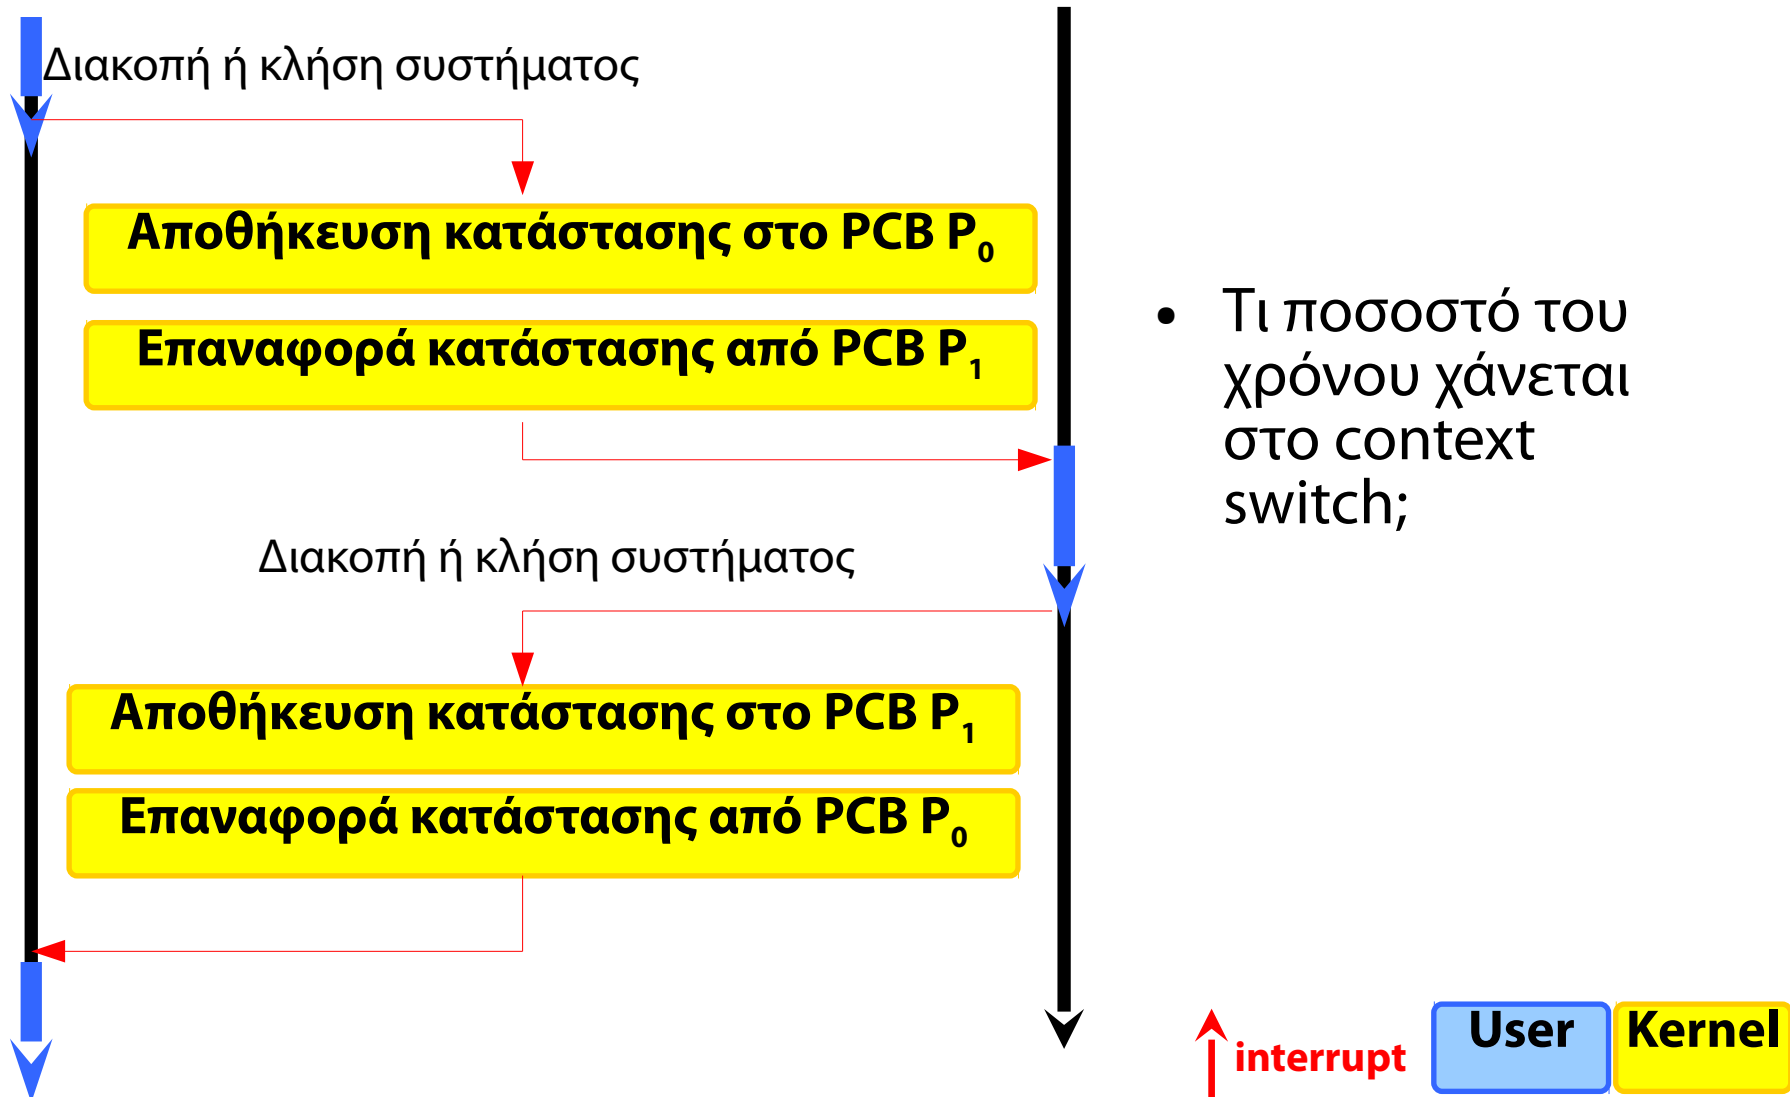 Διακοπή ή κλήση συστήματος
Αποθήκευση κατάστασης στο PCB P₀
Επαναφορά κατάστασης από PCB P₁
Διακοπή ή κλήση συστήματος
Αποθήκευση κατάστασης στο PCB P₁
Επαναφορά κατάστασης από PCB P₀
• Τι ποσοστό του
χρόνου χάνεται
στο context
switch;
interrupt
User
Kernel